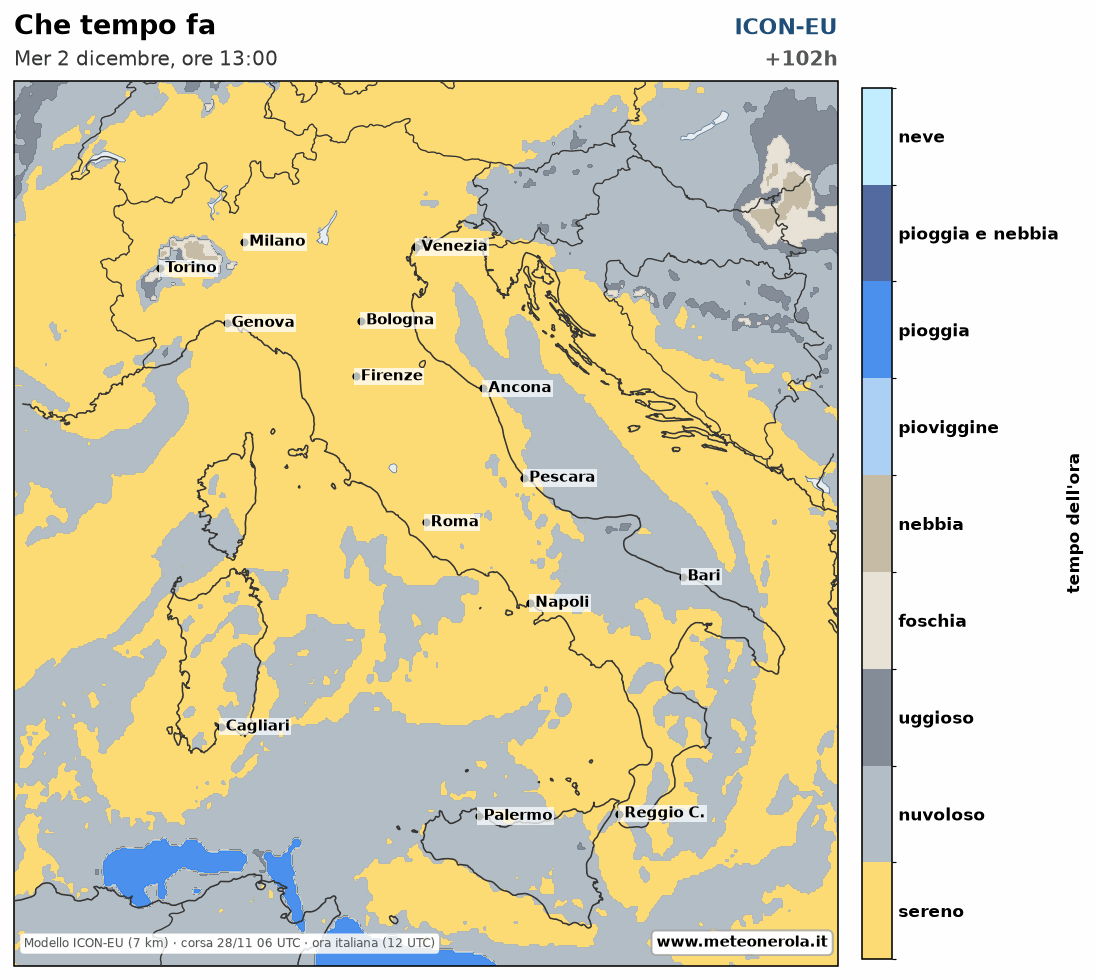 Che tempo fa
ICON-EU
Mer 2 dicembre, ore 13:00
+102h
neve
pioggia e nebbia
pioggia
pioviggine
nebbia
foschia
uggioso
nuvoloso
sereno
tempo dell'ora
Milano
Venezia
Torino
Genova
Bologna
Firenze
Ancona
Pescara
Roma
Bari
Napoli
Cagliari
Palermo
Reggio C.
Modello ICON-EU (7 km) · corsa 28/11 06 UTC · ora italiana (12 UTC)
www.meteonerola.it